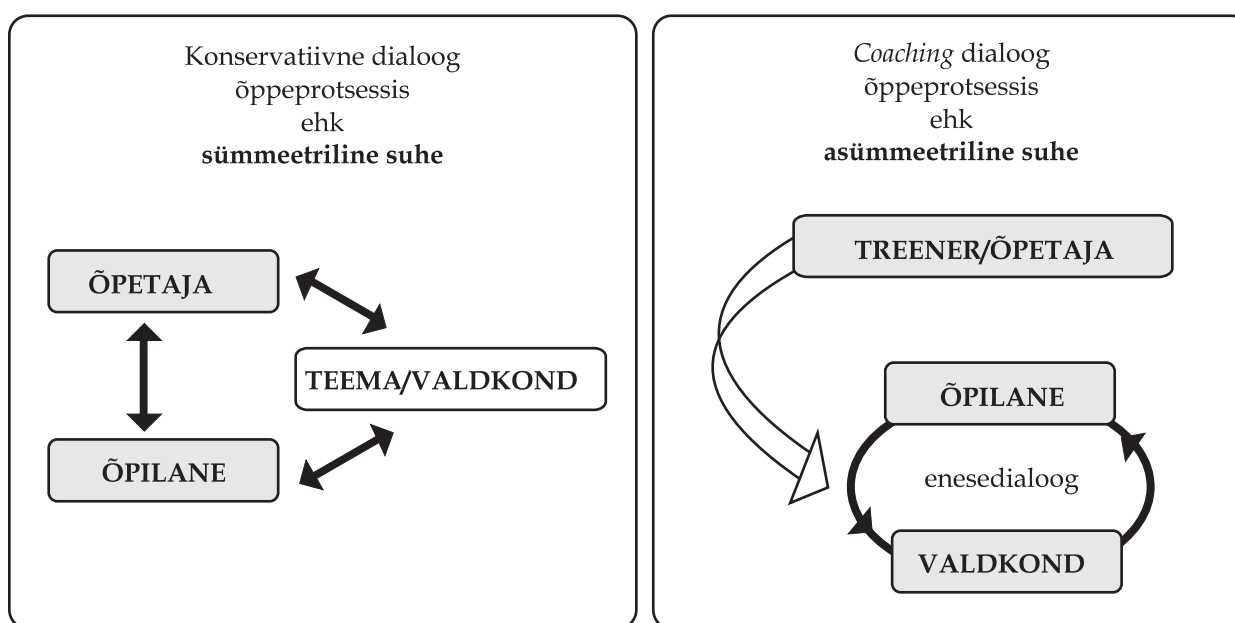 Konservatiivne dialoog
õppeprotsessis
ehk
sümmeetriline suhe
ÕPETAJA
TEEMA/VALDKOND
ÕPILANE
Coaching dialoog
õppeprotsessis
ehk
asümmeetriline suhe
TREENER/ÕPETAJA
ÕPILANE
enesedialoog
VALDKOND